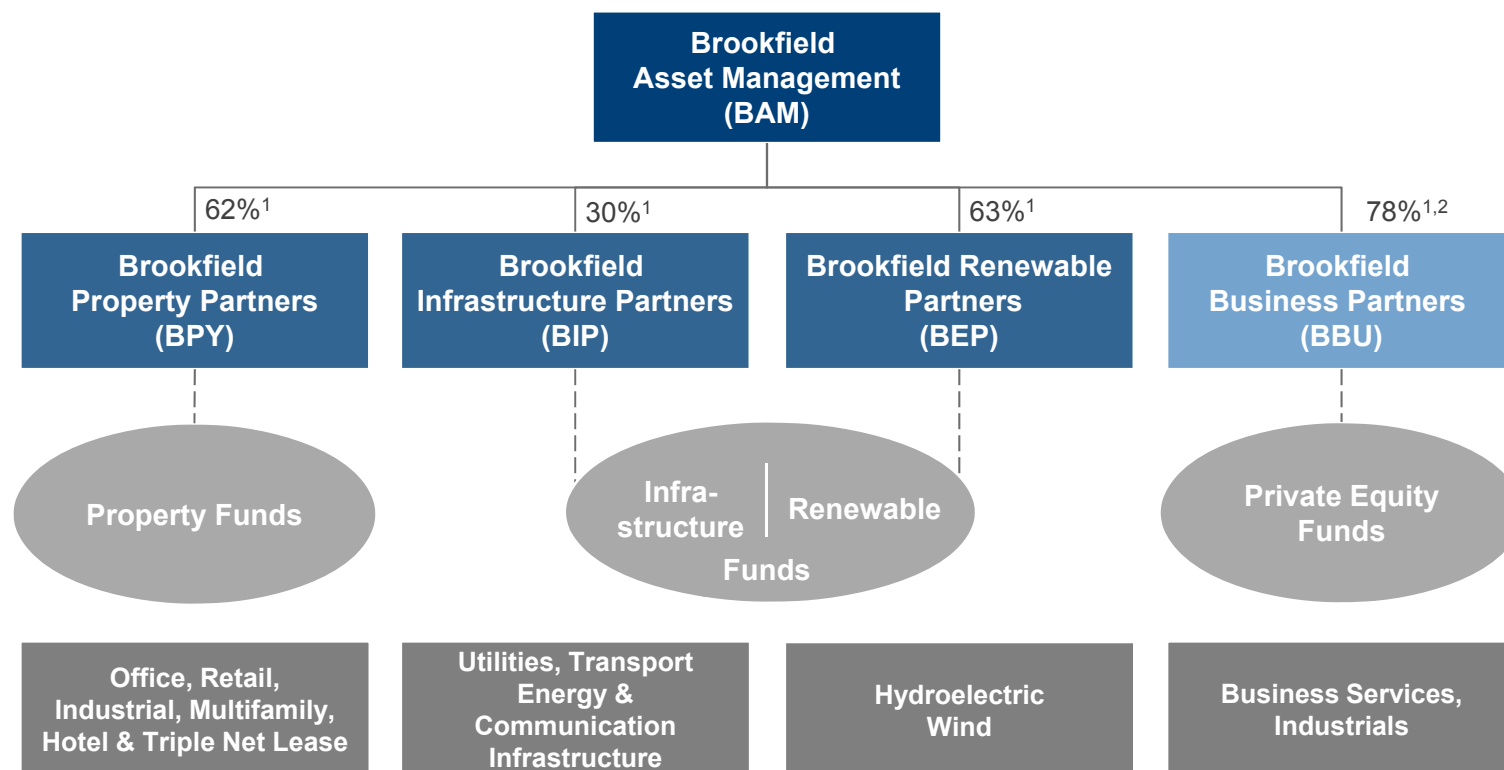 Brookfield
Asset Management
(BAM)
62%1
30%1
63%1
78%1,2
Brookfield
Property Partners
(BPY)
Brookfield
Infrastructure Partners
(BIP)
Brookfield Renewable
Partners
(BEP)
Brookfield
Business Partners
(BBU)
Property Funds
Infra-
structure
Renewable
Funds
Private Equity
Funds
Office, Retail,
Industrial, Multifamily,
Hotel & Triple Net Lease
Utilities, Transport
Energy &
Communication
Infrastructure
Hydroelectric
Wind
Business Services,
Industrials